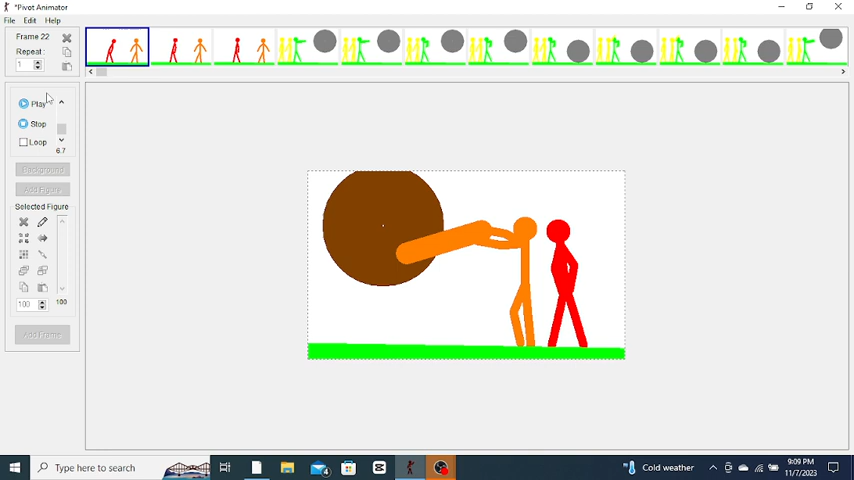 *Pivot Animator
File Edit Help
Frame 22
Repeat:
1
Play
Stop
Loop
6.7
Background
Add Figure
Selected Figure
100
100
Add Frame
Type here to search
4
Cold weather
9:09 PM
11/7/2023